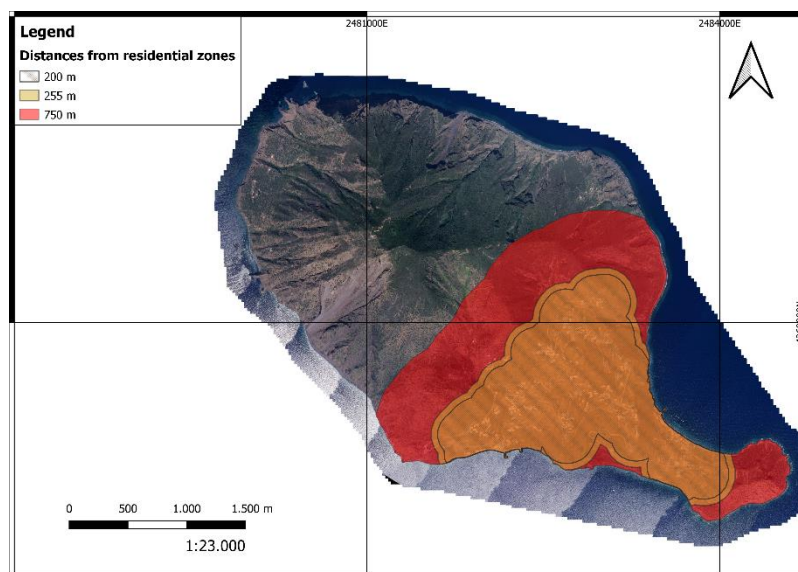 Legend
Distances from residential zones
200 m
255 m
750 m
2481000E
2484000E
0 500 1.000 1.500 m
1:23.000